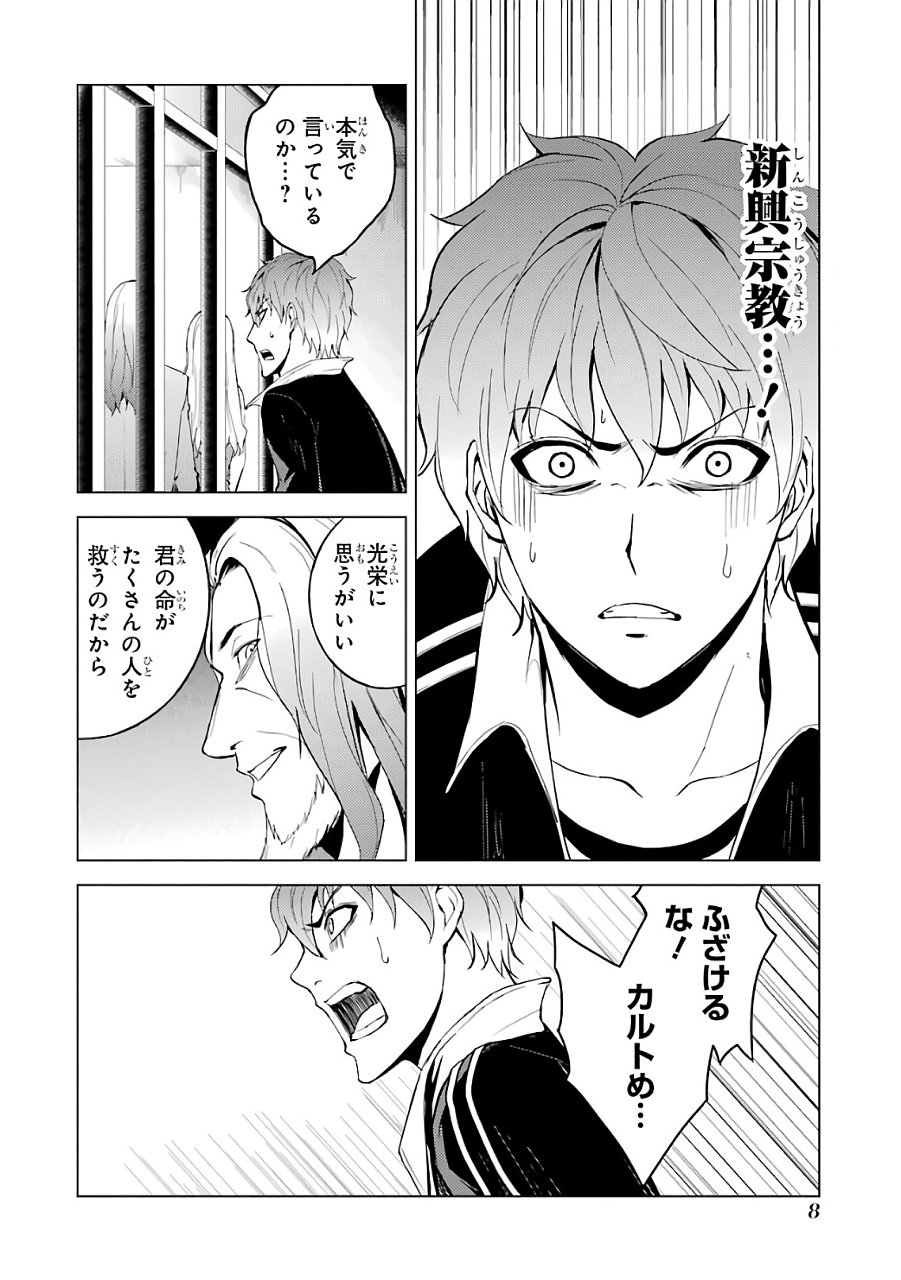 新興宗教…！
本気で
言っている
のか…？
光栄に
思うがいい
君の命が
たくさんの人を
救うのだから
ふざける
な！
カルトめ…
8